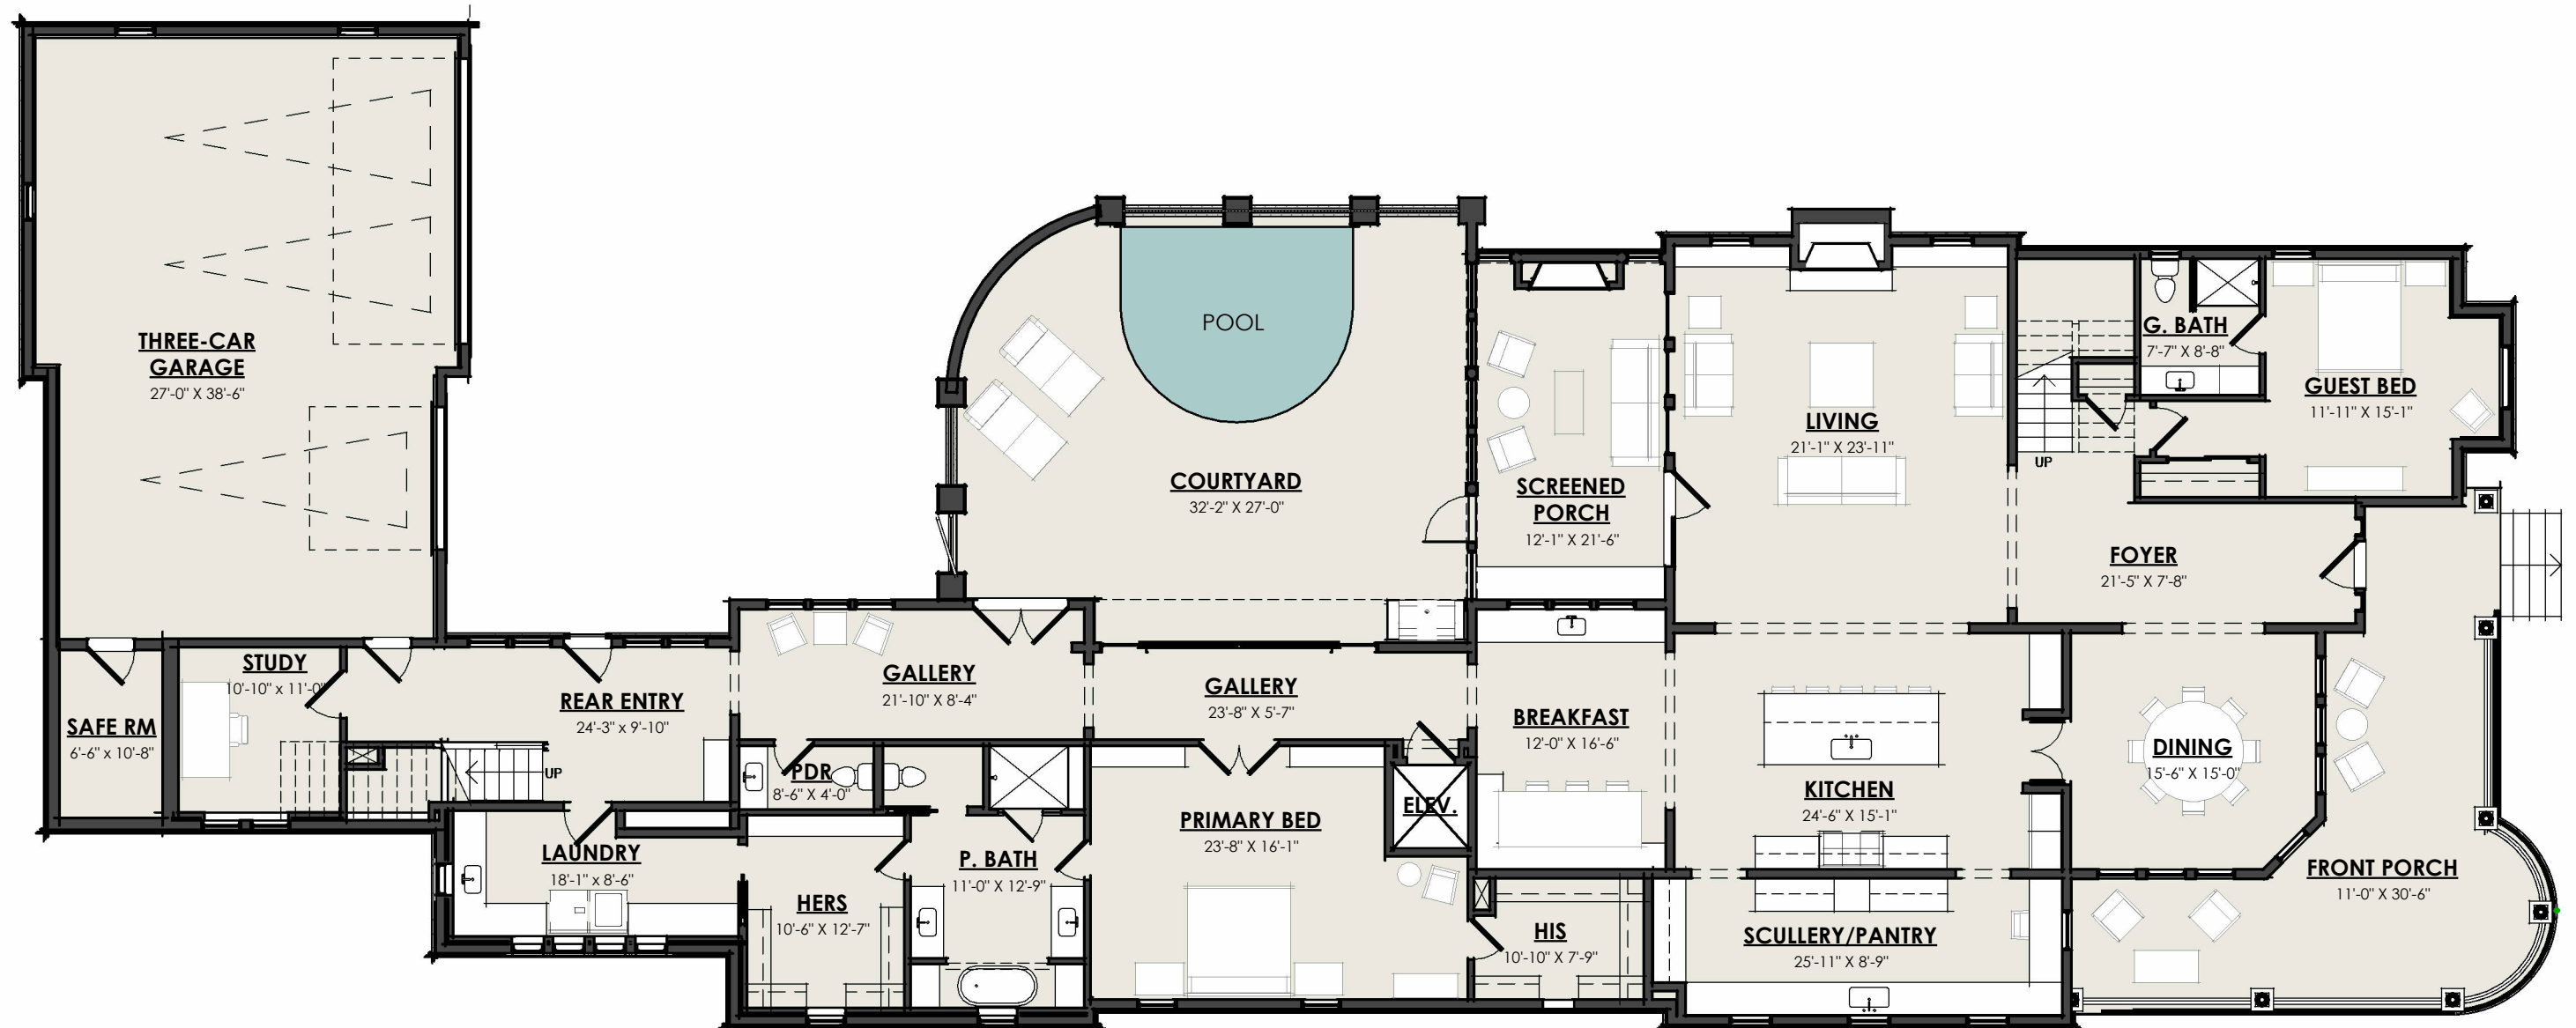 THREE-CAR
GARAGE
27'-0" X 38'-6"
SAFE RM
6'-6" x 10'-8"
STUDY
10'-10" x 11'-0"
REAR ENTRY
24'-3" x 9'-10"
UP
LAUNDRY
18'-1" x 8'-6"
GALLERY
21'-10" X 8'-4"
PDR
8'-6" X 4'-0"
HERS
10'-6" X 12'-7"
P. BATH
11'-0" X 12'-9"
POOL
COURTYARD
32'-2" X 27'-0"
GALLERY
23'-8" X 5'-7"
PRIMARY BED
23'-8" X 16'-1"
ELEV.
SCREENED
PORCH
12'-1" X 21'-6"
BREAKFAST
12'-0" X 16'-6"
HIS
10'-10" X 7'-9"
LIVING
21'-1" X 23'-11"
KITCHEN
24'-6" X 15'-1"
SCULLERY/PANTRY
25'-11" X 8'-9"
UP
G. BATH
7'-7" X 8'-8"
GUEST BED
11'-11" X 15'-1"
FOYER
21'-5" X 7'-8"
DINING
15'-6" X 15'-0"
FRONT PORCH
11'-0" X 30'-6"